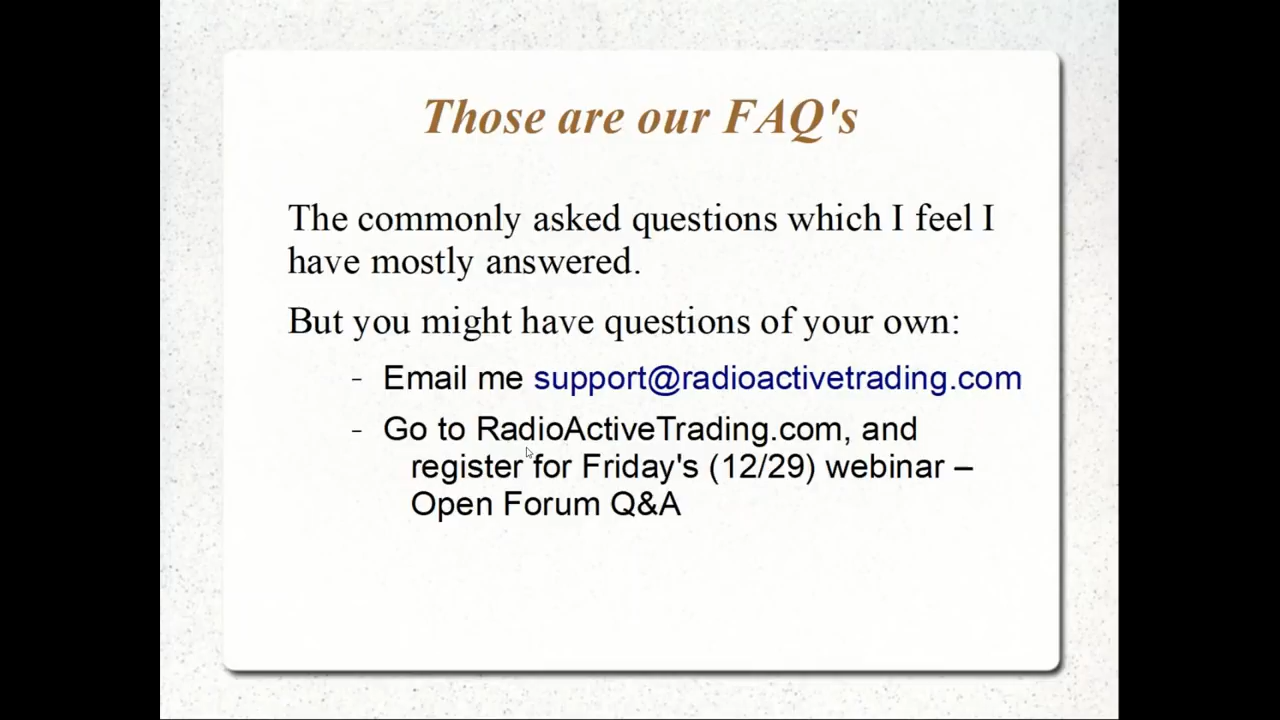 Those are our FAQ's
The commonly asked questions which I feel I
have mostly answered.
But you might have questions of your own:
– Email me support@radioactivetrading.com
– Go to RadioActiveTrading.com, and
register for Friday's (12/29) webinar –
Open Forum Q&A